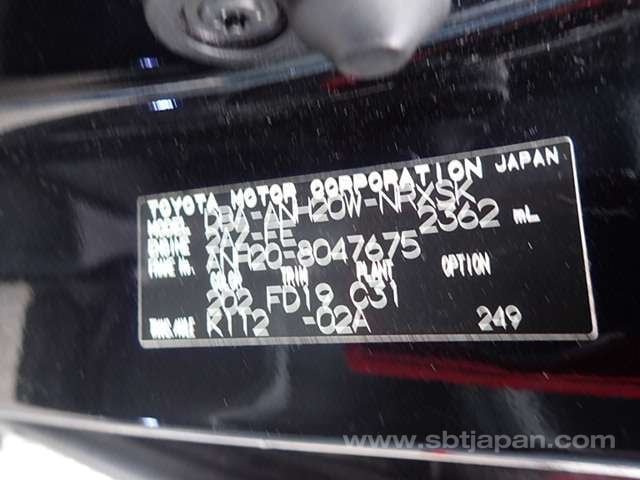 TOYOTA MOTOR CORPORATION JAPAN
MODEL DBA-ANH20W-NRXSK
ENGINE 2AZ-FE 2362 mL
FRAME No. ANH20-8047675
COLOR TRIM PLANT OPTION
202 FD19 C31
TRANS./AXLE K112 -02A 249
www.sbtjapan.com